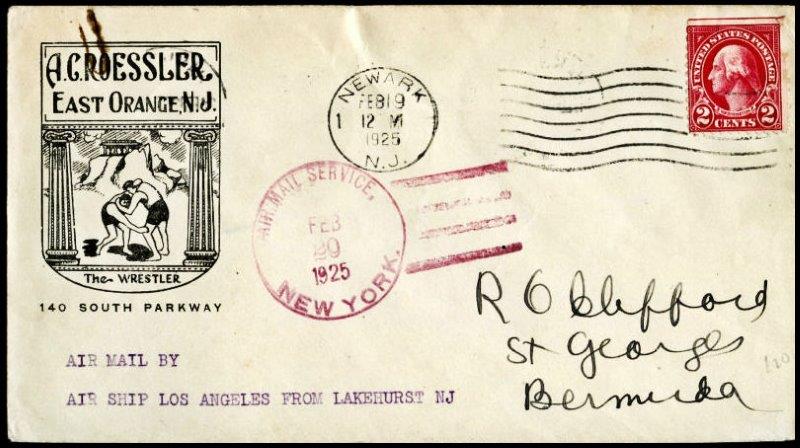 A.C. ROESSLER
EAST ORANGE, N.J.
The WRESTLER
140 SOUTH PARKWAY
NEWARK
FEB 19
1 12 M
1925
N.J.
UNITED STATES POSTAGE
2 CENTS 2
AIR MAIL SERVICE,
FEB
20
1925
NEW YORK.
R O Clifford
St Georges
Bermuda
AIR MAIL BY
AIR SHIP LOS ANGELES FROM LAKEHURST NJ